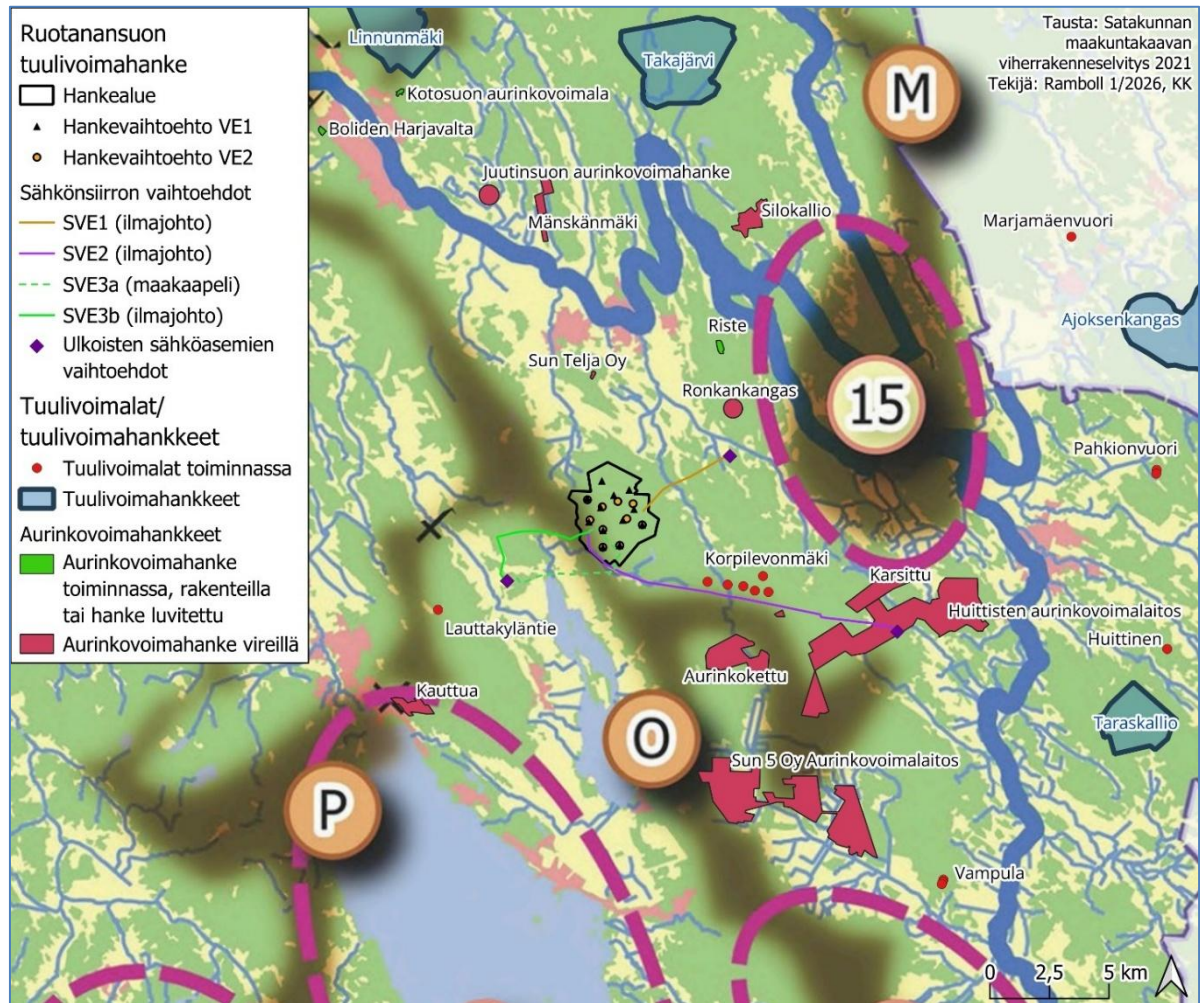 Ruotanansuon
tuulivoimahanke
Hankealue
Hankevaihtoehto VE1
Hankevaihtoehto VE2
Sähkönsiirron vaihtoehdot
SVE1 (ilmajohto)
SVE2 (ilmajohto)
SVE3a (maakaapeli)
SVE3b (ilmajohto)
Ulkoisten sähköasemien
vaihtoehdot
Tuulivoimalat/
tuulivoimahankkeet
Tuulivoimalat toiminnassa
Tuulivoimahankkeet
Aurinkovoimahankkeet
Aurinkovoimahanke
toiminnassa, rakenteilla
tai hanke luvitettu
Aurinkovoimahanke vireillä
Tausta: Satakunnan
maakuntakaavan
viherrakenneselvitys 2021
Tekijä: Ramboll 1/2026, KK
Linnunmäki
Takajärvi
M
Kotosuon aurinkovoimala
Boliden Harjavalta
Juutinsuon aurinkovoimahanke
Mänskänmäki
Silokallio
Marjamäenvuori
Ajoksenkangas
Riste
Sun Telja Oy
Ronkankangas
15
Pahkionvuori
Korpilevonmäki
Karsittu
Huittisten aurinkovoimalaitos
Lauttakyläntie
Huittinen
Aurinkokettu
Kauttua
Taraskallio
O
Sun 5 Oy Aurinkovoimalaitos
P
Vampula
0 2,5 5 km